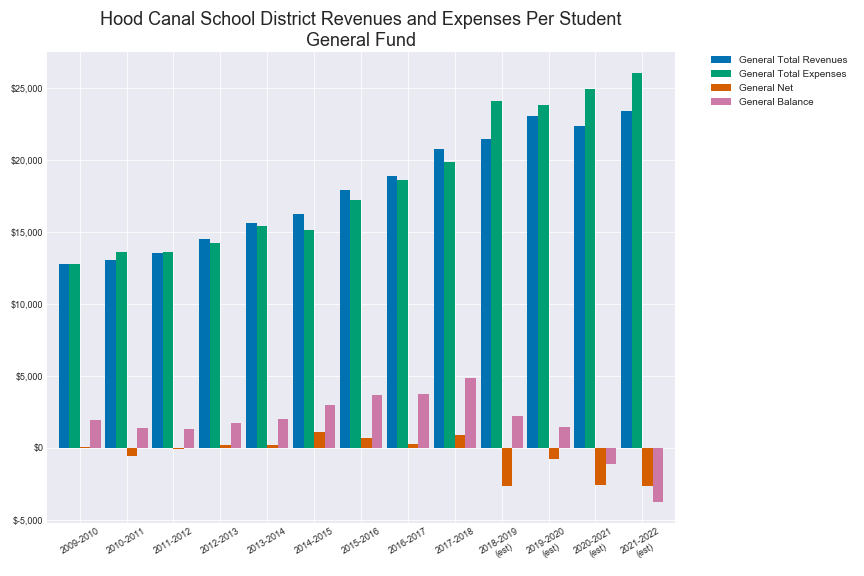 Hood Canal School District Revenues and Expenses Per Student
General Fund
General Total Revenues
General Total Expenses
General Net
General Balance
$25,000
$20,000
$15,000
$10,000
$5,000
$0
$-5,000
2009-2010
2010-2011
2011-2012
2012-2013
2013-2014
2014-2015
2015-2016
2016-2017
2017-2018
2018-2019
(est)
2019-2020
(est)
2020-2021
(est)
2021-2022
(est)